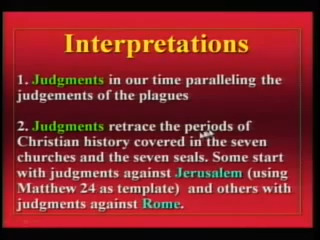 Interpretations
1. Judgments in our time paralleling the
judgements of the plagues
2. Judgments retrace the periods of
Christian history covered in the seven
churches and the seven seals. Some start
with judgments against Jerusalem (using
Matthew 24 as template) and others with
judgments against Rome.